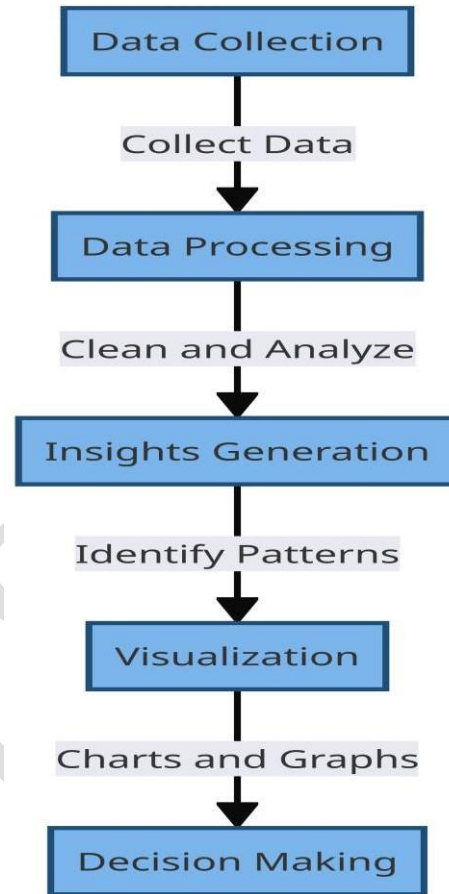 Data Collection
Collect Data
Data Processing
Clean and Analyze
Insights Generation
Identify Patterns
Visualization
Charts and Graphs
Decision Making